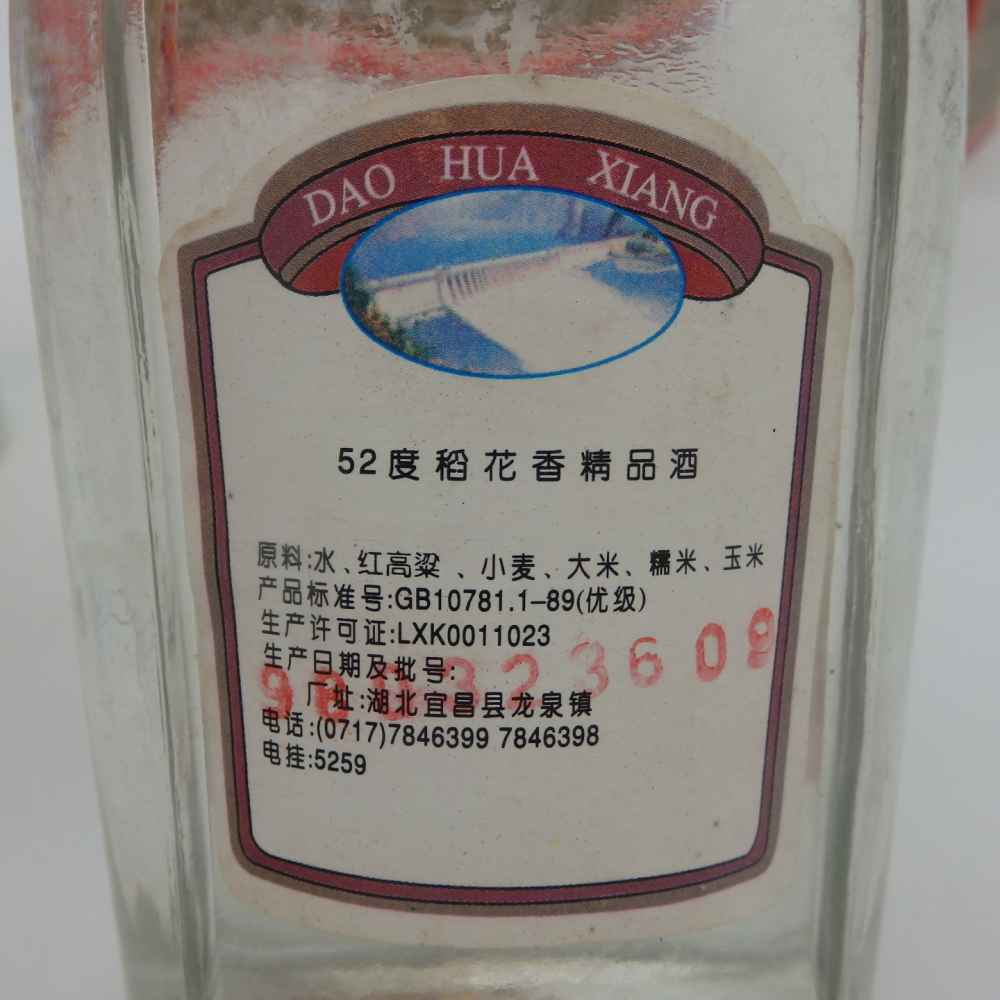 DAO HUA XIANG
52度稻花香精品酒
原料:水、红高粱、小麦、大米、糯米、玉米
产品标准号:GB10781.1-89(优级)
生产许可证:LXK0011023
生产日期及批号:
厂址:湖北宜昌县龙泉镇
电话:(0717)7846399 7846398
电挂:5259